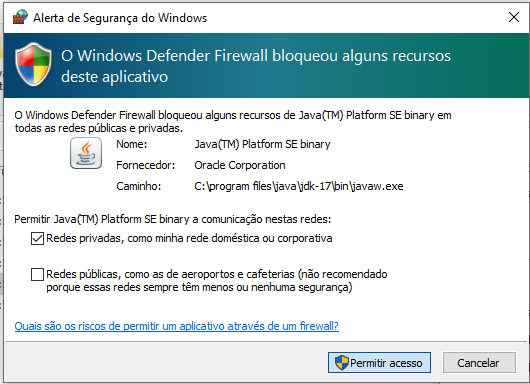 Alerta de Segurança do Windows
O Windows Defender Firewall bloqueou alguns recursos
deste aplicativo
O Windows Defender Firewall bloqueou alguns recursos de Java(TM) Platform SE binary em
todas as redes públicas e privadas.
Nome: Java(TM) Platform SE binary
Fornecedor: Oracle Corporation
Caminho: C:\program files\java\jdk-17\bin\javaw.exe
Permitir Java(TM) Platform SE binary a comunicação nestas redes:
Redes privadas, como minha rede doméstica ou corporativa
Redes públicas, como as de aeroportos e cafeterias (não recomendado
porque essas redes sempre têm menos ou nenhuma segurança)
Quais são os riscos de permitir um aplicativo através de um firewall?
Permitir acesso Cancelar